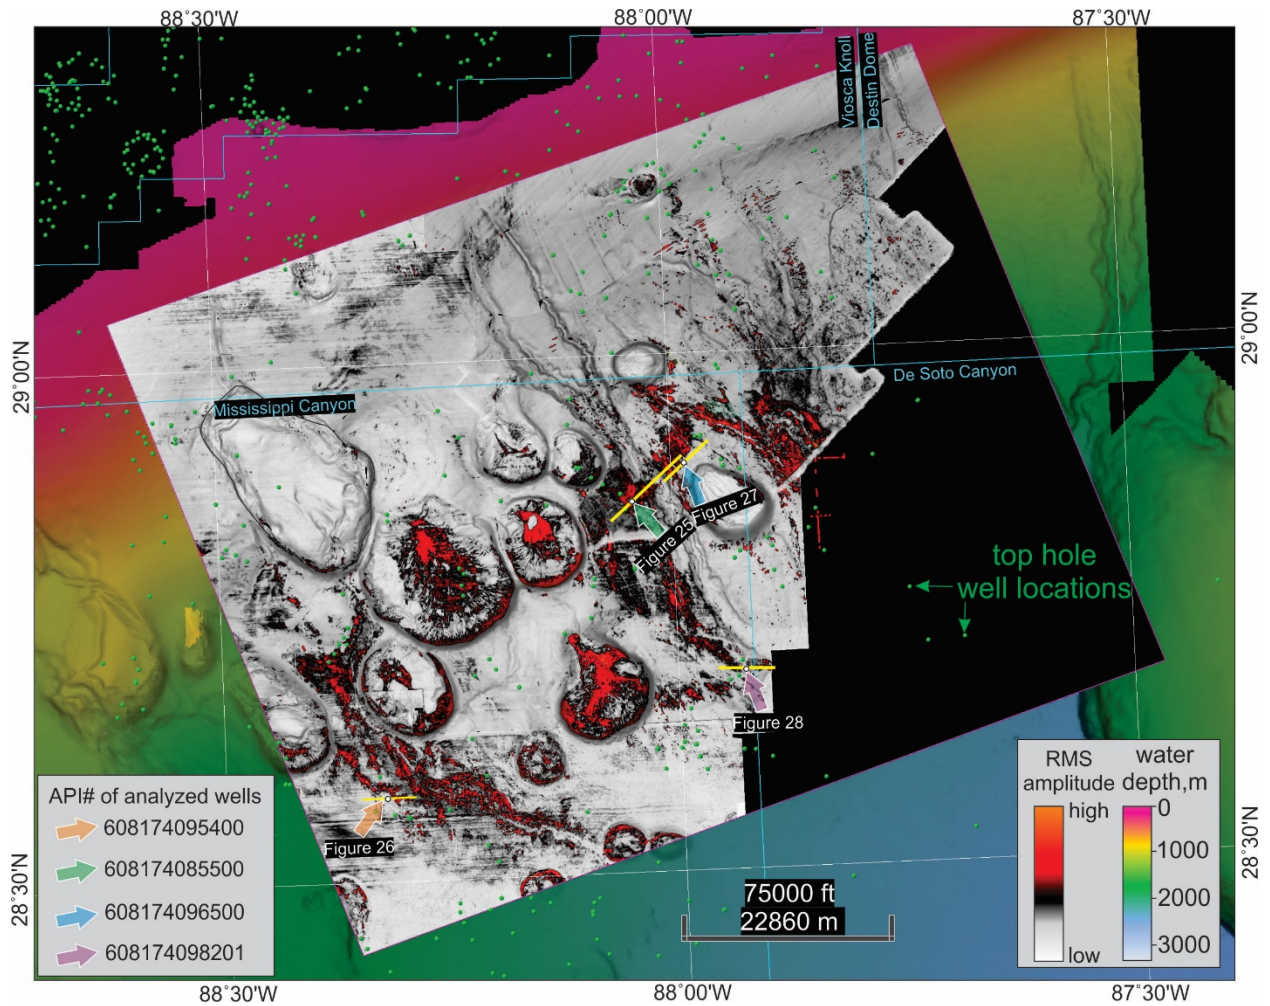 88°30'W
88°00'W
87°30'W
Viosca Knoll
Destin Dome
29°00'N
29°00'N
De Soto Canyon
Mississippi Canyon
Figure 27
Figure 25
top hole
well locations
Figure 28
Figure 26
API# of analyzed wells
608174095400
608174085500
608174096500
608174098201
RMS
amplitude
high
low
water
depth,m
0
1000
2000
3000
75000 ft
22860 m
28°30'N
28°30'N
88°30'W
88°00'W
87°30'W